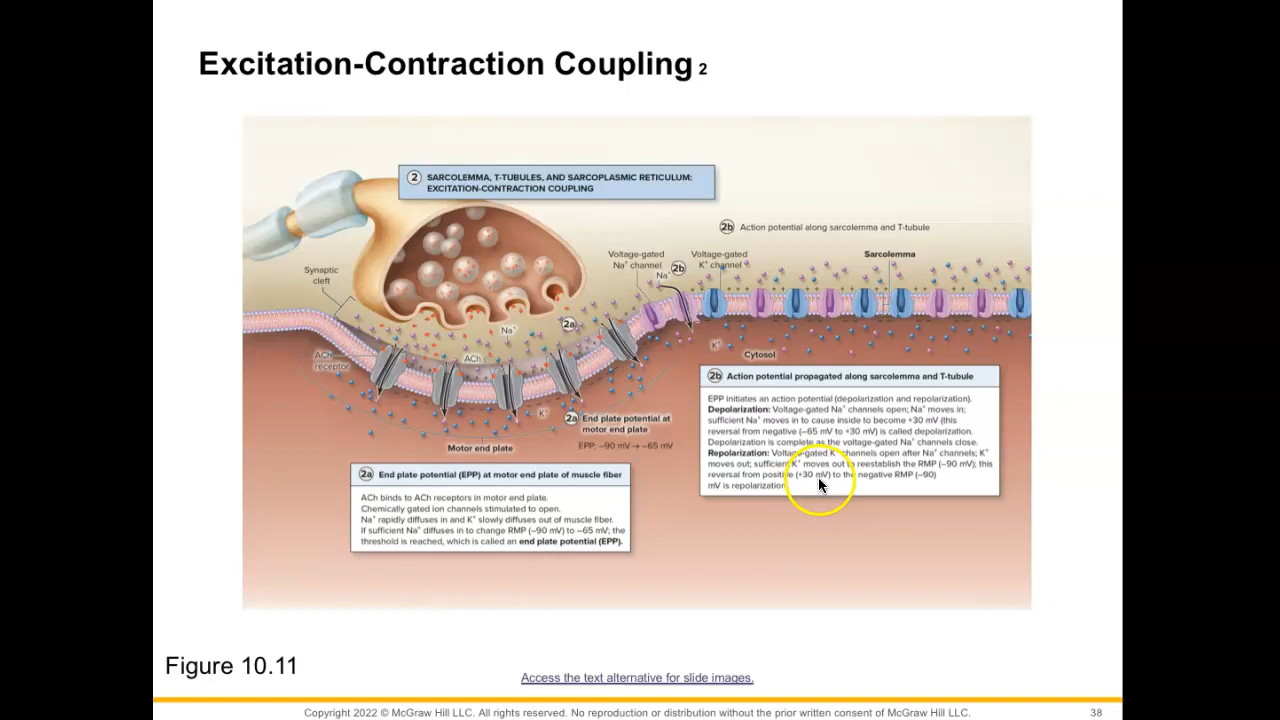 Excitation-Contraction Coupling 2
2 SARCOLEMMA, T-TUBULES, AND SARCOPLASMIC RETICULUM:
EXCITATION-CONTRACTION COUPLING
2b Action potential along sarcolemma and T-tubule
Voltage-gated
Na⁺ channel
Na⁺
2b
Voltage-gated
K⁺ channel
Sarcolemma
Synaptic
cleft
2a
Na⁺
ACh
ACh
receptor
K⁺
K⁺
Cytosol
2a End plate potential at
motor end plate
EPP: –90 mV → –65 mV
Motor end plate
2a End plate potential (EPP) at motor end plate of muscle fiber
ACh binds to ACh receptors in motor end plate.
Chemically gated ion channels stimulated to open.
Na⁺ rapidly diffuses in and K⁺ slowly diffuses out of muscle fiber.
If sufficient Na⁺ diffuses in to change RMP (–90 mV) to –65 mV; the
threshold is reached, which is called an end plate potential (EPP).
2b Action potential propagated along sarcolemma and T-tubule
EPP initiates an action potential (depolarization and repolarization).
Depolarization: Voltage-gated Na⁺ channels open; Na⁺ moves in;
sufficient Na⁺ moves in to cause inside to become +30 mV (this
reversal from negative (–65 mV to +30 mV) is called depolarization.
Depolarization is complete as the voltage-gated Na⁺ channels close.
Repolarization: Voltage-gated K⁺ channels open after Na⁺ channels; K⁺
moves out; sufficient K⁺ moves out to reestablish the RMP (–90 mV); this
reversal from positive (+30 mV) to the negative RMP (–90)
mV is repolarization
Figure 10.11
Access the text alternative for slide images.
Copyright 2022 © McGraw Hill LLC. All rights reserved. No reproduction or distribution without the prior written consent of McGraw Hill LLC.
38